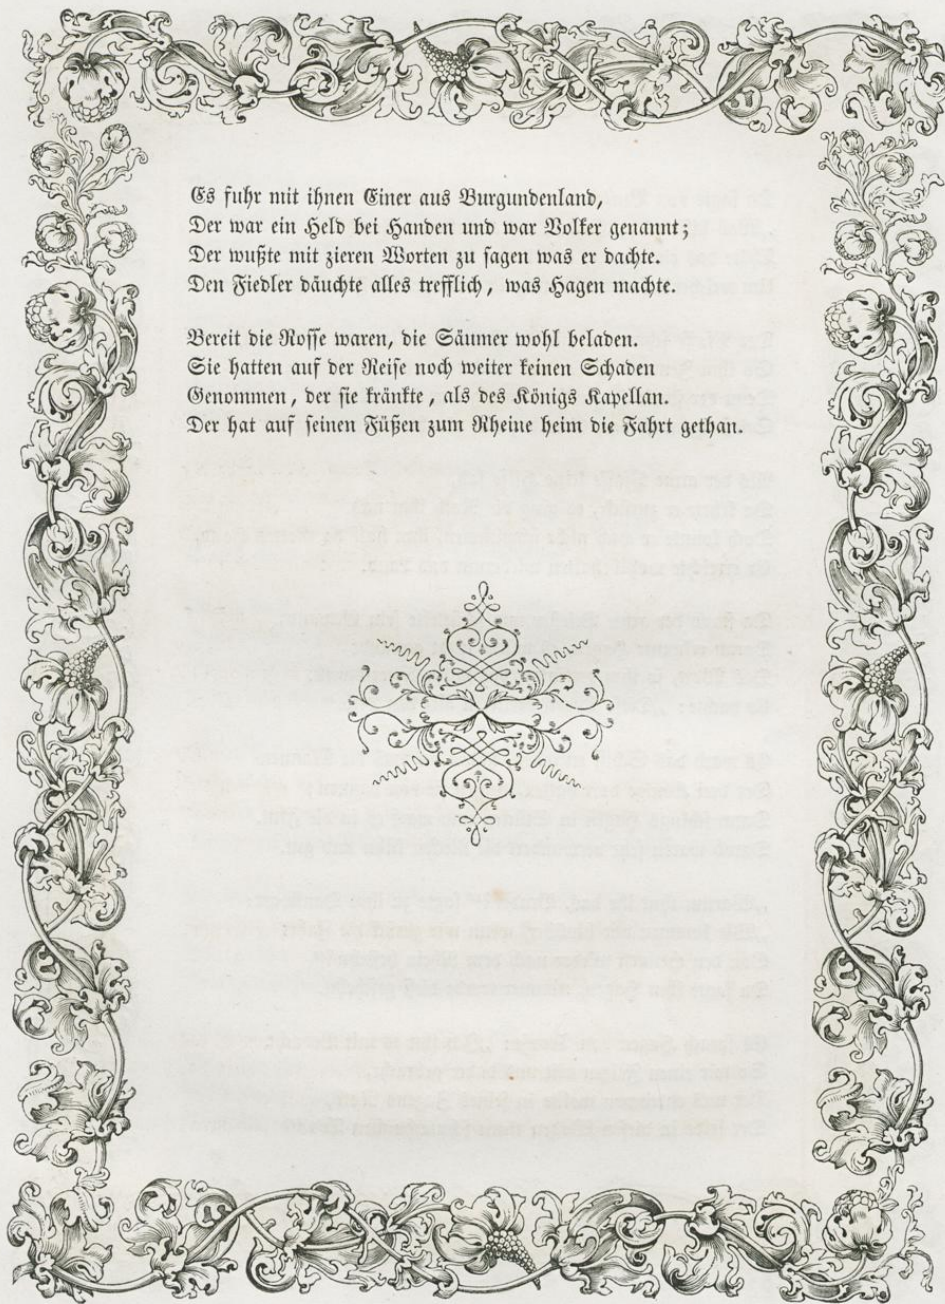 Es fuhr mit ihnen Einer aus Burgundenland,
Der war ein Held bei Handen und war Volker genannt;
Der wußte mit zieren Worten zu sagen was er dachte.
Den Fiedler däuchte alles trefflich, was Hagen machte.
Bereit die Rosse waren, die Säumer wohl beladen.
Sie hatten auf der Reise noch weiter keinen Schaden
Genommen, der sie kränkte, als des Königs Kapellan.
Der hat auf seinen Füßen zum Rheine heim die Fahrt gethan.